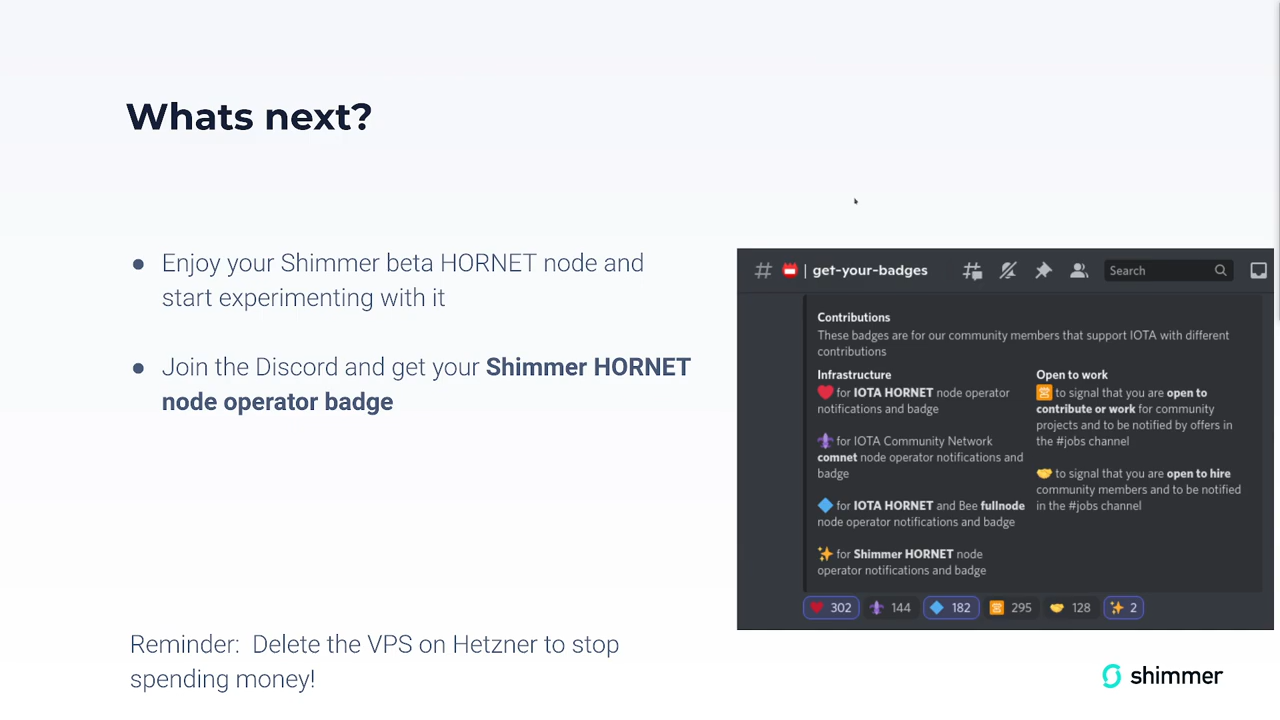 Whats next?
● Enjoy your Shimmer beta HORNET node and
start experimenting with it
● Join the Discord and get your Shimmer HORNET
node operator badge
Reminder:  Delete the VPS on Hetzner to stop
spending money!
# | get-your-badges
Search
Contributions
These badges are for our community members that support IOTA with different
contributions
Infrastructure
❤️ for IOTA HORNET node operator
notifications and badge
⚜ for IOTA Community Network
comnet node operator notifications and
badge
🔷 for IOTA HORNET and Bee fullnode
node operator notifications and badge
✨ for Shimmer HORNET node
operator notifications and badge
Open to work
to signal that you are open to
contribute or work for community
projects and to be notified by offers in
the #jobs channel
🤝 to signal that you are open to hire
community members and to be notified
in the #jobs channel
302 144 182 295 128 2
shimmer